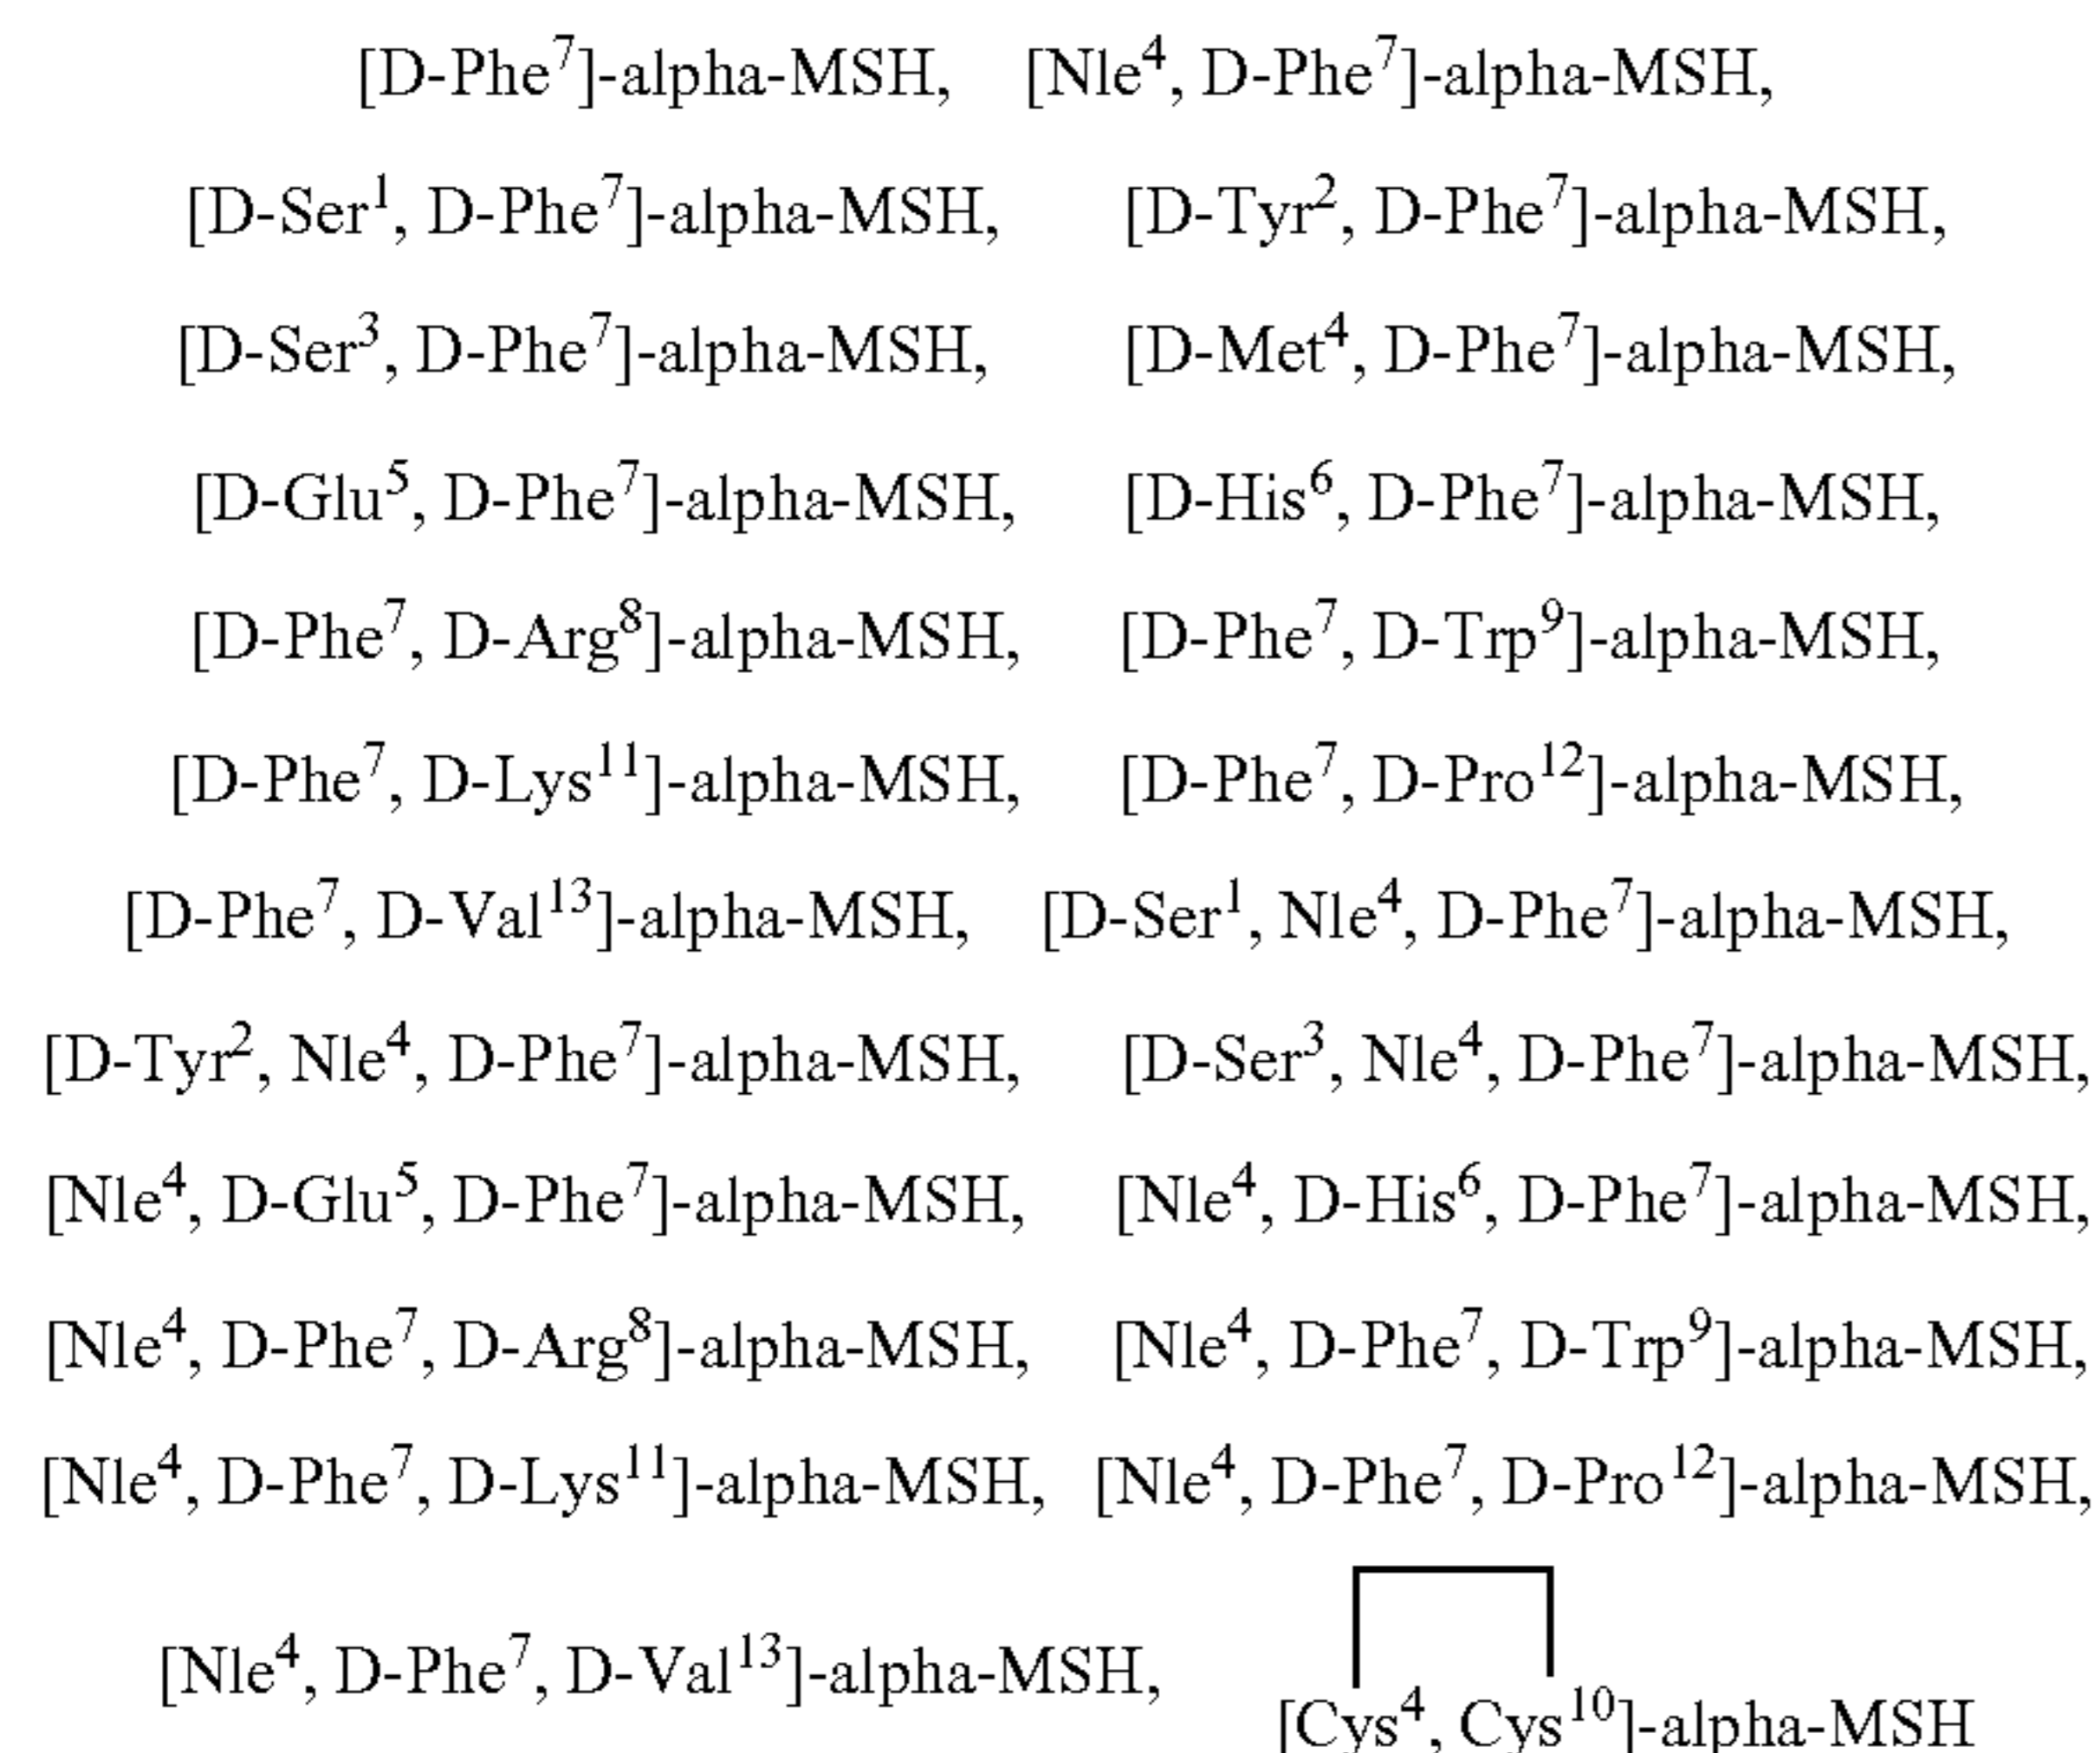 [D-Phe⁷]-alpha-MSH, [Nle⁴, D-Phe⁷]-alpha-MSH,
[D-Ser¹, D-Phe⁷]-alpha-MSH, [D-Tyr², D-Phe⁷]-alpha-MSH,
[D-Ser³, D-Phe⁷]-alpha-MSH, [D-Met⁴, D-Phe⁷]-alpha-MSH,
[D-Glu⁵, D-Phe⁷]-alpha-MSH, [D-His⁶, D-Phe⁷]-alpha-MSH,
[D-Phe⁷, D-Arg⁸]-alpha-MSH, [D-Phe⁷, D-Trp⁹]-alpha-MSH,
[D-Phe⁷, D-Lys¹¹]-alpha-MSH, [D-Phe⁷, D-Pro¹²]-alpha-MSH,
[D-Phe⁷, D-Val¹³]-alpha-MSH, [D-Ser¹, Nle⁴, D-Phe⁷]-alpha-MSH,
[D-Tyr², Nle⁴, D-Phe⁷]-alpha-MSH, [D-Ser³, Nle⁴, D-Phe⁷]-alpha-MSH,
[Nle⁴, D-Glu⁵, D-Phe⁷]-alpha-MSH, [Nle⁴, D-His⁶, D-Phe⁷]-alpha-MSH,
[Nle⁴, D-Phe⁷, D-Arg⁸]-alpha-MSH, [Nle⁴, D-Phe⁷, D-Trp⁹]-alpha-MSH,
[Nle⁴, D-Phe⁷, D-Lys¹¹]-alpha-MSH, [Nle⁴, D-Phe⁷, D-Pro¹²]-alpha-MSH,
[Nle⁴, D-Phe⁷, D-Val¹³]-alpha-MSH, [Cys⁴, Cys¹⁰]-alpha-MSH